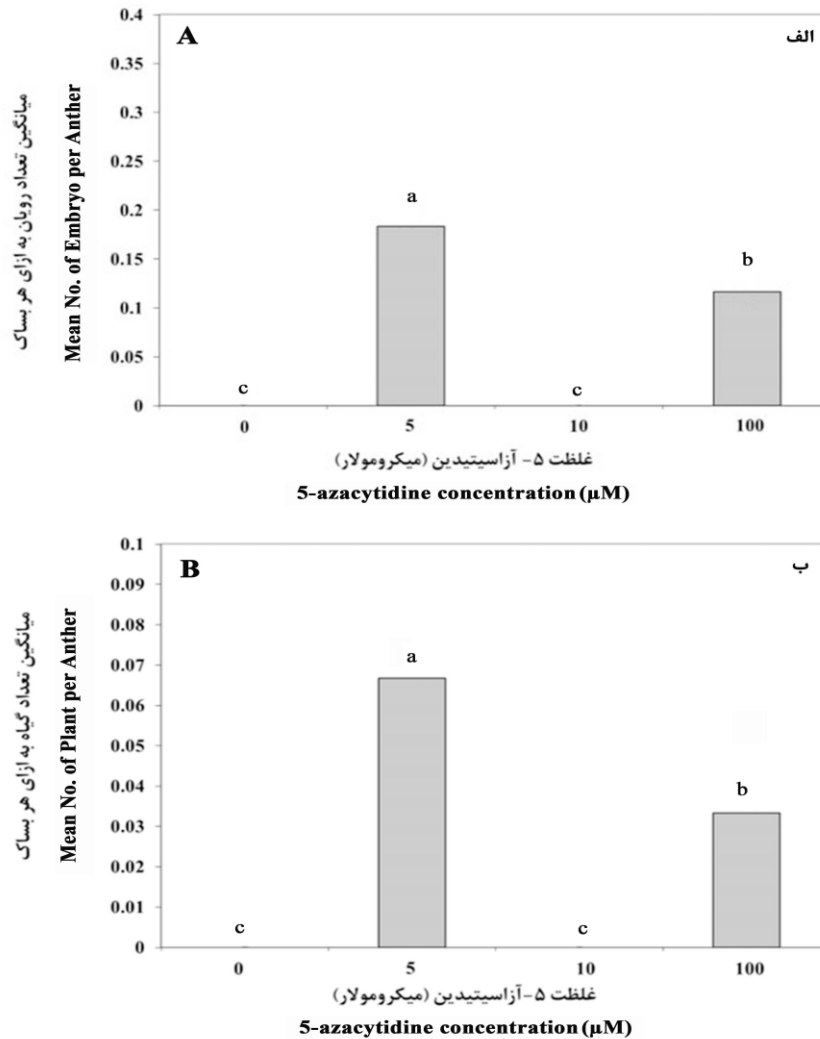 A
الف
میانگین تعداد رویان به ازای هر بساک
Mean No. of Embryo per Anther
0.4
0.35
0.3
0.25
0.2
0.15
0.1
0.05
0
c
a
c
b
0 5 10 100
غلظت ۵- آزاسیتیدین (میکرومولار)
5-azacytidine concentration (µM)
B
ب
میانگین تعداد گیاه به ازای هر بساک
Mean No. of Plant per Anther
0.1
0.09
0.08
0.07
0.06
0.05
0.04
0.03
0.02
0.01
0
c
a
c
b
0 5 10 100
غلظت ۵-آزاسیتیدین (میکرومولار)
5-azacytidine concentration (µM)